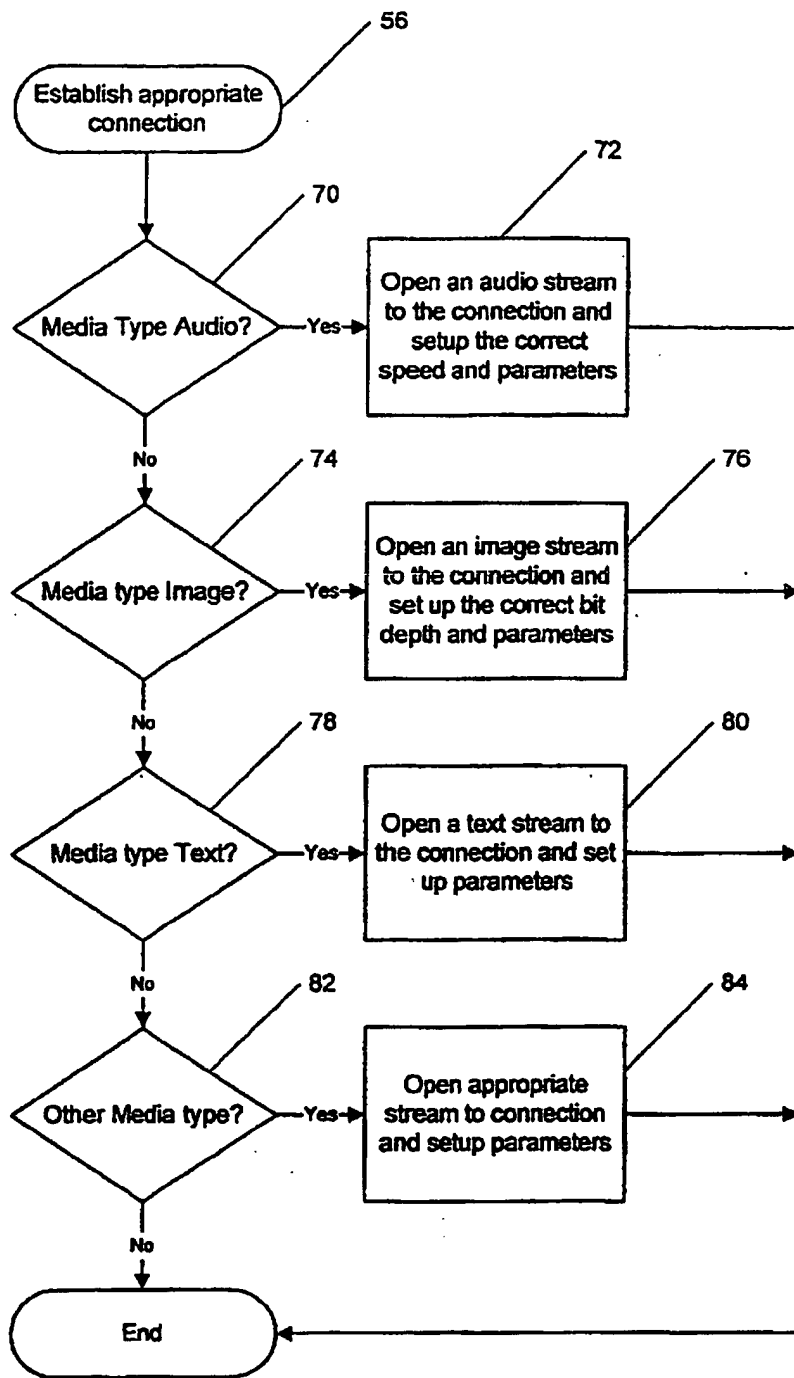 56
Establish appropriate
connection
70
Media Type Audio?
Yes
72
Open an audio stream
to the connection and
setup the correct
speed and parameters
No
74
Media type Image?
Yes
76
Open an image stream
to the connection and
set up the correct bit
depth and parameters
No
78
Media type Text?
Yes
80
Open a text stream to
the connection and set
up parameters
No
82
Other Media type?
Yes
84
Open appropriate
stream to connection
and setup parameters
No
End